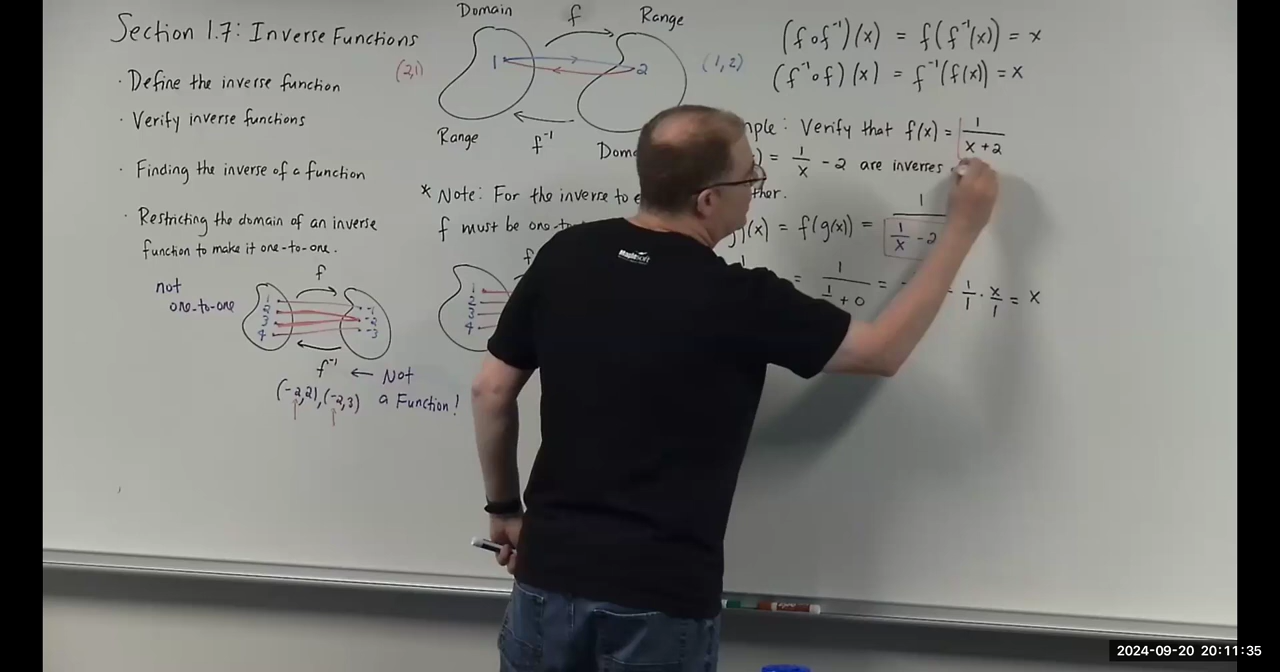 Section 1.7: Inverse Functions
· Define the inverse function
· Verify inverse functions
· Finding the inverse of a function
· Restricting the domain of an inverse
function to make it one-to-one.
not
one-to-one
f
1
2
3
4
-1
-2
-3
f⁻¹ ← Not
a Function!
(-2,2),(-2,3)
Domain f Range
(2,1) 1 2 (1,2)
Range f⁻¹
* Note: For the inverse to
f must be one-to-
f
1
2
3
4
(f∘f⁻¹)(x) = f(f⁻¹(x)) = x
(f⁻¹∘f)(x) = f⁻¹(f(x)) = x
: Verify that f(x) = 1/(x+2)
) = 1/x - 2 are inverses
(x) = f(g(x)) = 1/(1/x - 2
= 1/(1/x + 0) = 1/1 · x/1 = x
Maplesoft
2024-09-20 20:11:35